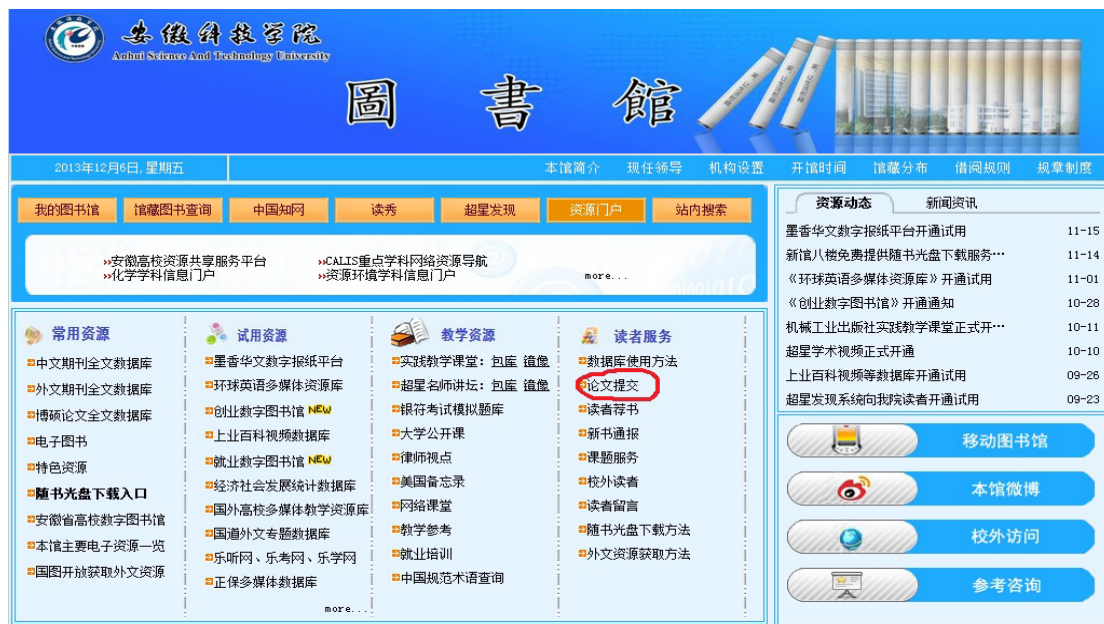 安徽科技学院
Anhui Science And Technology University
圖書館
2013年12月6日,星期五
本馆简介 现任领导 机构设置 开馆时间 馆藏分布 借阅规则 规章制度
我的图书馆 馆藏图书查询 中国知网 读秀 超星发现 资源门户 站内搜索
»安徽高校资源共享服务平台 »CALIS重点学科网络资源导航
»化学学科信息门户 »资源环境学科信息门户 more...
资源动态 新闻资讯
墨香华文数字报纸平台开通试用 11-15
新馆八楼免费提供随书光盘下载服务… 11-14
《环球英语多媒体资源库》开通试用 11-01
《创业数字图书馆》开通通知 10-28
机械工业出版社实践教学课堂正式开… 10-11
超星学术视频正式开通 10-10
上业百科视频等数据库开通试用 09-26
超星发现系统向我院读者开通试用 09-23
常用资源
中文期刊全文数据库
外文期刊全文数据库
博硕论文全文数据库
电子图书
特色资源
随书光盘下载入口
安徽省高校数字图书馆
本馆主要电子资源一览
国图开放获取外文资源
试用资源
墨香华文数字报纸平台
环球英语多媒体资源库
创业数字图书馆 NEW
上业百科视频数据库
就业数字图书馆 NEW
经济社会发展统计数据库
国外高校多媒体教学资源库
国道外文专题数据库
乐听网、乐考网、乐学网
正保多媒体数据库
more...
教学资源
实践教学课堂: 包库 镜像
超星名师讲坛: 包库 镜像
银符考试模拟题库
大学公开课
律师视点
美国备忘录
网络课堂
教学参考
就业培训
中国规范术语查询
读者服务
数据库使用方法
论文提交
读者荐书
新书通报
课题服务
校外读者
读者留言
随书光盘下载方法
外文资源获取方法
移动图书馆
本馆微博
校外访问
参考咨询